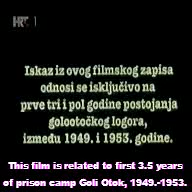 HRT 1
Iskaz iz ovog filmskog zapisa
odnosi se isključivo na
prve tri i pol godine postojanja
golootočkog logora,
između 1949. i 1953. godine.
This film is related to first 3.5 years
of prison camp Goli Otok, 1949.-1953.